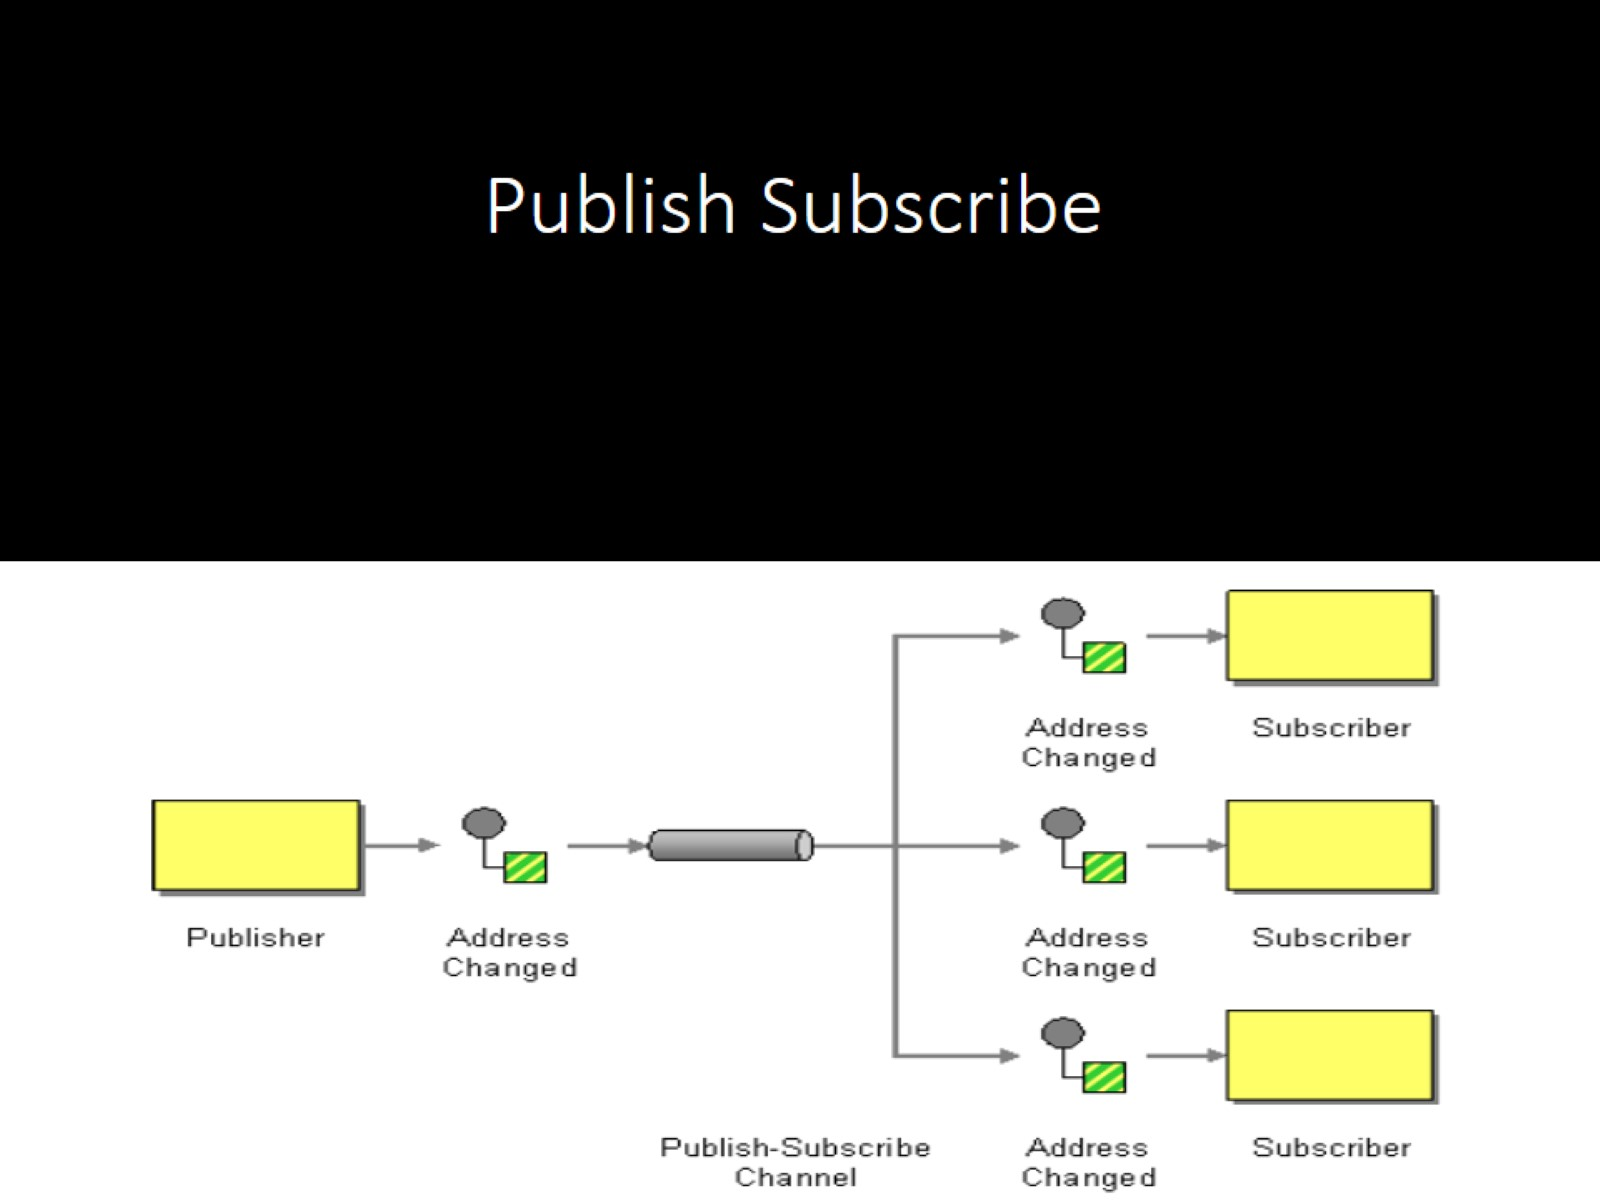 Publish Subscribe
Address
Changed
Subscriber
Publisher
Address
Changed
Address
Changed
Subscriber
Publish-Subscribe
Channel
Address
Changed
Subscriber